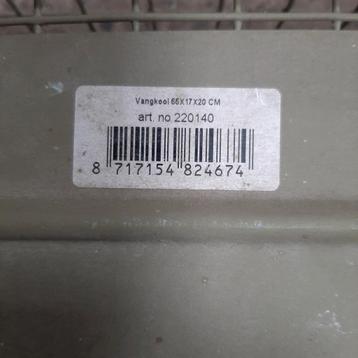 Vangkooi 66X17X20 CM
art. no 220140
8 717154 824674